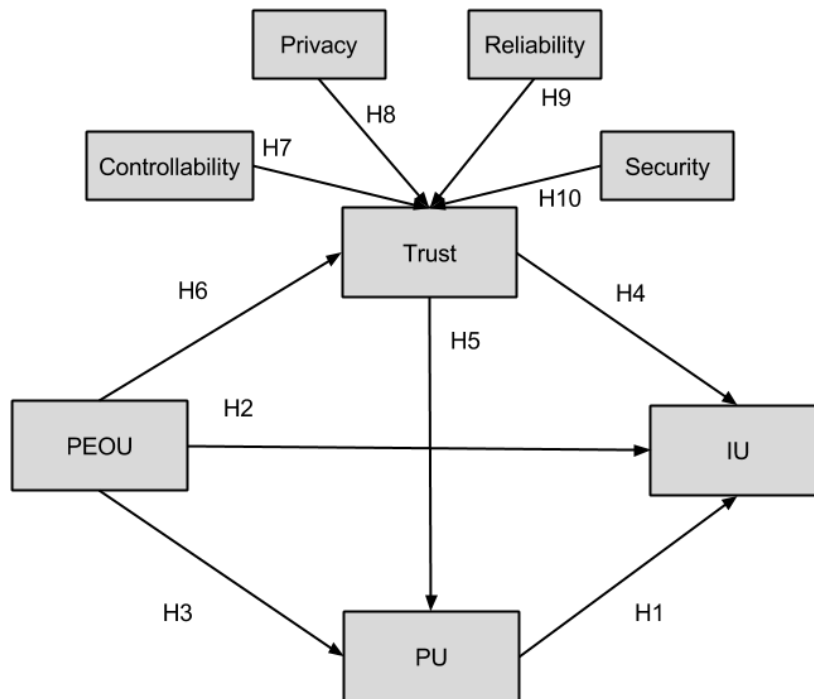 Privacy
Reliability
H8
H9
Controllability
H7
Security
H10
Trust
H6
H4
H5
H2
PEOU
IU
H3
H1
PU